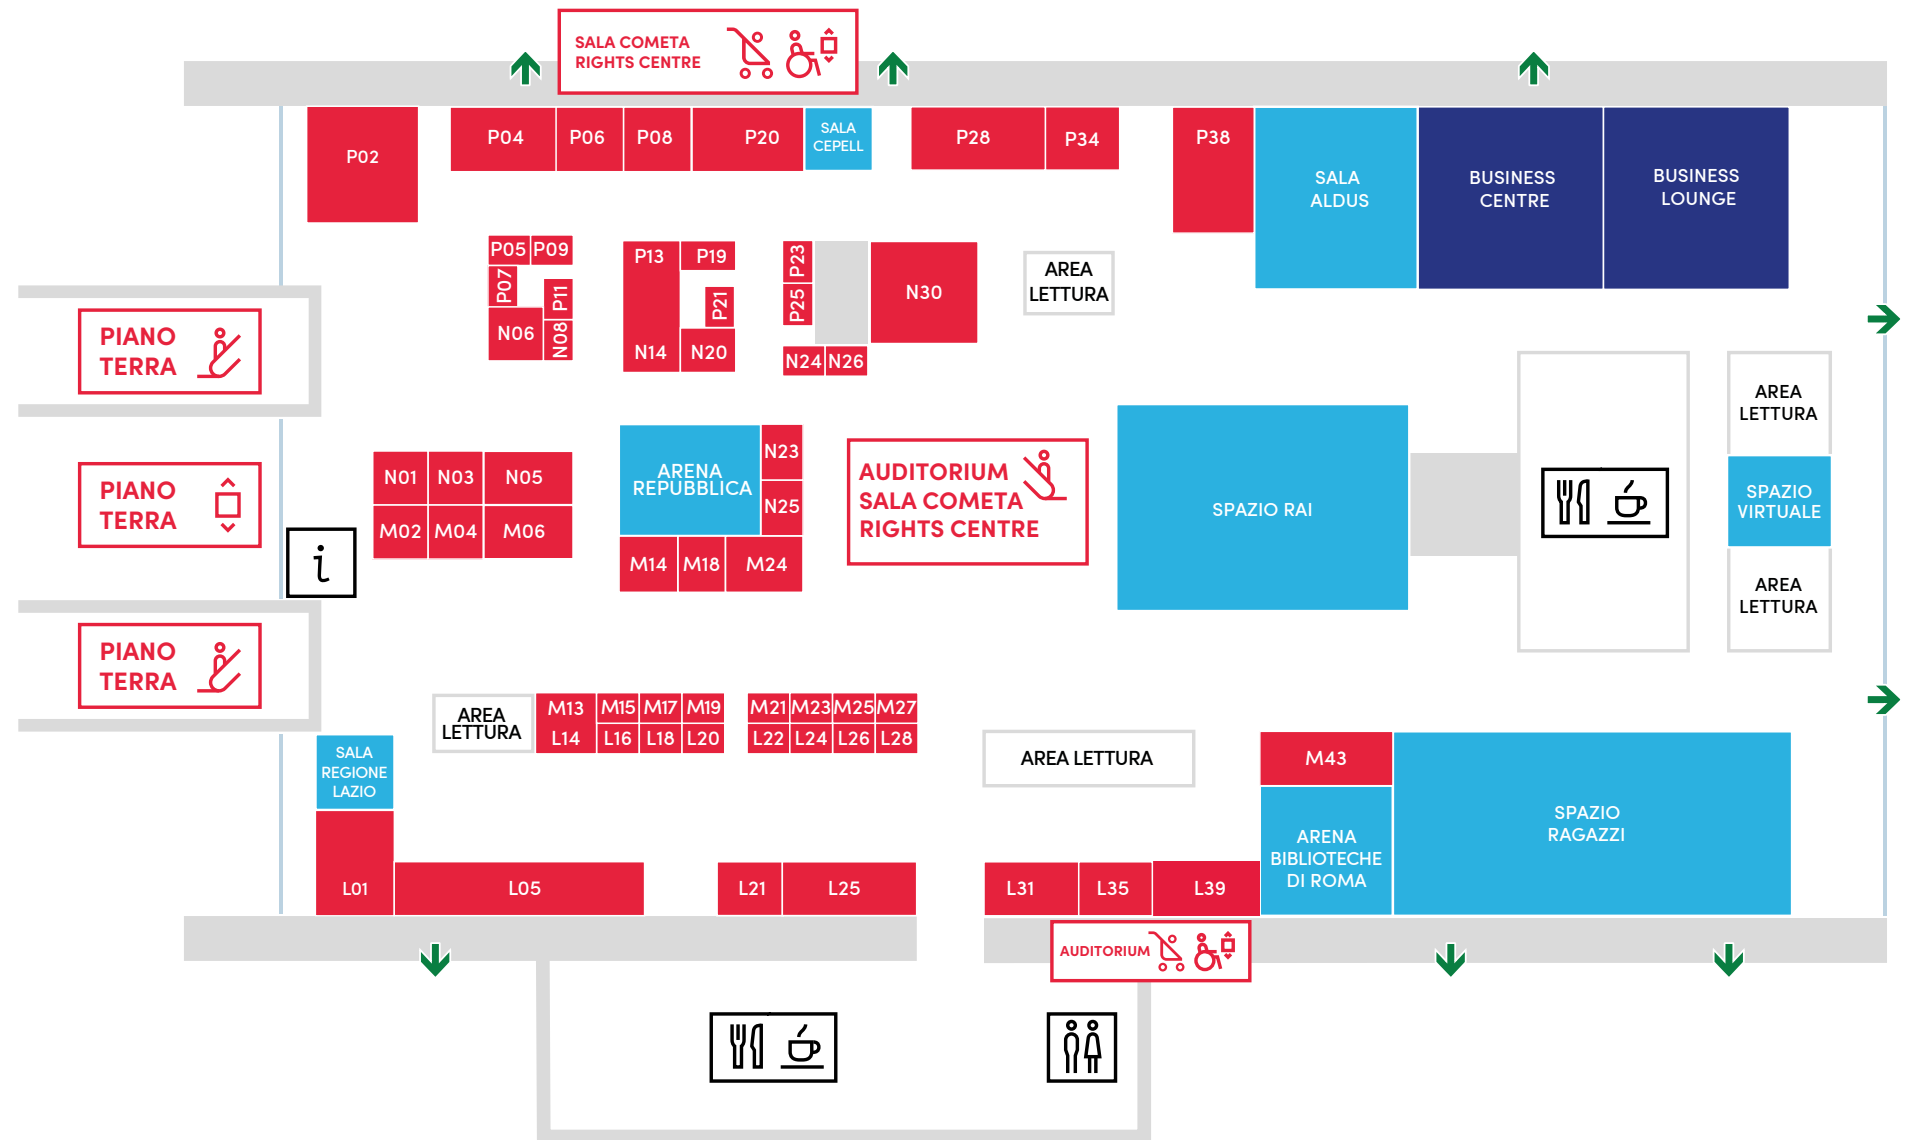 SALA COMETA
RIGHTS CENTRE
P02
P04
P06
P08
P20
SALA
CEPELL
P28
P34
P38
SALA
ALDUS
BUSINESS
CENTRE
BUSINESS
LOUNGE
P05
P09
P07
P11
N06
N08
P13
P19
P21
N14
N20
P23
P25
N24
N26
N30
AREA
LETTURA
PIANO
TERRA
PIANO
TERRA
PIANO
TERRA
i
N01
N03
N05
M02
M04
M06
ARENA
REPUBBLICA
N23
N25
M14
M18
M24
AUDITORIUM
SALA COMETA
RIGHTS CENTRE
SPAZIO RAI
AREA
LETTURA
SPAZIO
VIRTUALE
AREA
LETTURA
AREA
LETTURA
M13
M15
M17
M19
L14
L16
L18
L20
M21
M23
M25
M27
L22
L24
L26
L28
AREA LETTURA
SALA
REGIONE
LAZIO
L01
L05
L21
L25
L31
L35
L39
M43
ARENA
BIBLIOTECHE
DI ROMA
SPAZIO
RAGAZZI
AUDITORIUM